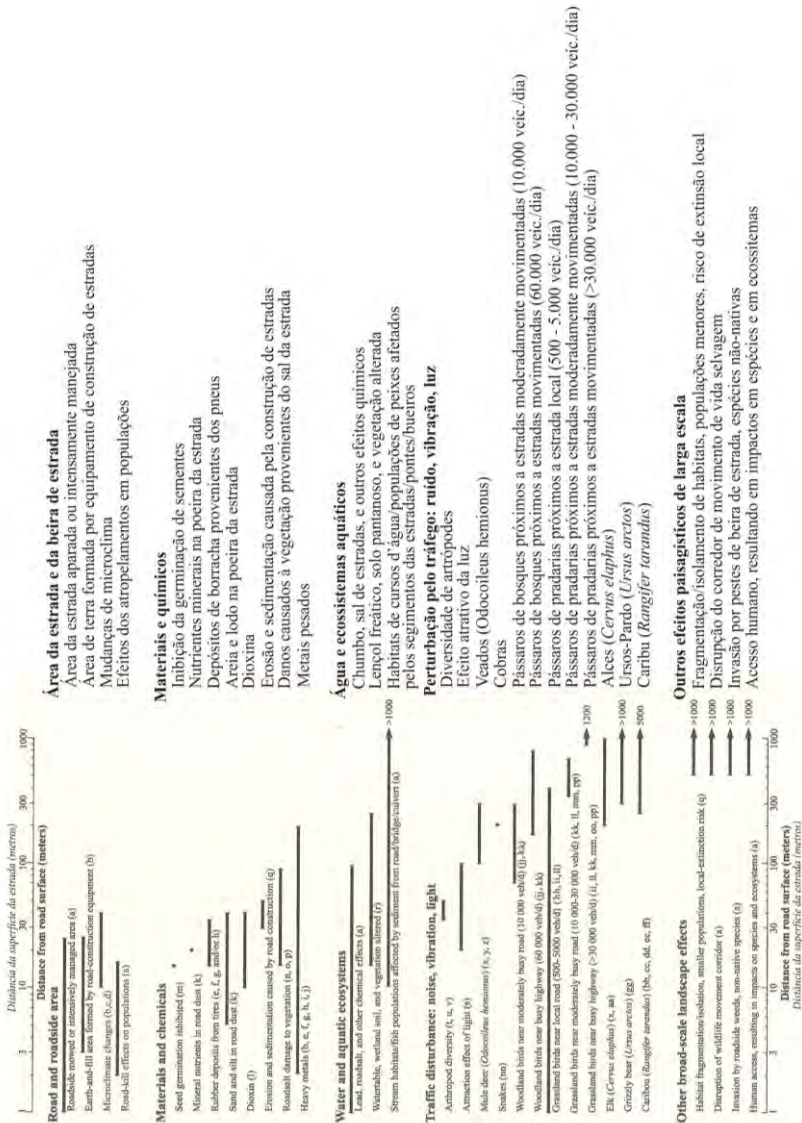 Distância da superfície da estrada (metros)
1 3 10 30 100 300 1000
Distance from road surface (meters)
Road and roadside area
Roadside mowed or intensively managed area (a)
Earth-and-fill area formed by road-construction equipment (b)
Microclimate changes (b,c,d)
Road-kill effects on populations (a)
Materials and chemicals
Seed germination inhibited (m)
Mineral nutrients in road dust (k)
Rubber deposits from tires (e, f, g, and/or h)
Sand and silt in road dust (k)
Dioxin (l)
Erosion and sedimentation caused by road construction (q)
Roadsalt damage to vegetation (n, o, p)
Heavy metals (b, e, f, g, h, i, j)
Water and aquatic ecosystems
Lead, roadsalt, and other chemical effects (a)
Watertable, wetland soil, and vegetation altered (r)
Stream habitats/fish populations affected by sediment from road/bridge/culvert (a)
>1000
Traffic disturbance: noise, vibration, light
Arthropod diversity (t, u, v)
Attraction effect of light (s)
Mule deer (Odocoileus hemionus) (x, y, z)
Snakes (nn)
Woodland birds near moderately busy road (10 000 veh/d) (jj, kk)
Woodland birds near busy highway (60 000 veh/d) (jj, kk)
Grassland birds near local road (500-5000 veh/d) (hh, ii, ll)
Grassland birds near moderately busy road (10 000-30 000 veh/d) (kk, ll, mm, pp)
Grassland birds near busy highway (>30 000 veh/d) (ii, ll, kk, mm, oo, pp)
1200
Elk (Cervus elaphus) (x, aa)
Grizzly bear (Ursus arctos) (gg)
>1000
Caribou (Rangifer tarandus) (bb, cc, dd, ee, ff)
5000
Other broad-scale landscape effects
Habitat fragmentation/isolation, smaller populations, local-extinction risk (q)
>1000
Disruption of wildlife movement corridor (a)
>1000
Invasion by roadside weeds, non-native species (a)
>1000
Human access, resulting in impacts on species and ecosystems (a)
>1000
1 3 10 30 100 300 1000
Distance from road surface (meters)
Distância da superfície da estrada (metros)
Área da estrada e da beira de estrada
Área da estrada aparada ou intensamente manejada
Área de terra formada por equipamento de construção de estradas
Mudanças de microclima
Efeitos dos atropelamentos em populações
Materiais e químicos
Inibição da germinação de sementes
Nutrientes minerais na poeira da estrada
Depósitos de borracha provenientes dos pneus
Areia e lodo na poeira da estrada
Dioxina
Erosão e sedimentação causada pela construção de estradas
Danos causados à vegetação provenientes do sal da estrada
Metais pesados
Água e ecossistemas aquáticos
Chumbo, sal de estradas, e outros efeitos químicos
Lençol freático, solo pantanoso, e vegetação alterada
Habitats de cursos d'água/populações de peixes afetados
pelos segimentos das estradas/pontes/bueiros
Perturbação pelo tráfego: ruído, vibração, luz
Diversidade de artrópodes
Efeito atrativo da luz
Veados (Odocoileus hemionus)
Cobras
Pássaros de bosques próximos a estradas moderadamente movimentadas (10.000 veíc./dia)
Pássaros de bosques próximos a estradas movimentadas (60.000 veíc./dia)
Pássaros de pradarias próximos a estrada local (500 - 5.000 veíc./dia)
Pássaros de pradarias próximos a estradas moderamente movimentadas (10.000 - 30.000 veíc./dia)
Pássaros de pradarias próximos a estradas movimentadas (>30.000 veíc./dia)
Alces (Cervus elaphus)
Ursos-Pardo (Ursus arctos)
Caribu (Rangifer tarandus)
Outros efeitos paisagísticos de larga escala
Fragmentação/isolamento de habitats, populações menores, risco de extinsão local
Disrupção do corredor de movimento de vida selvagem
Invasão por pestes de beira de estrada, espécies não-nativas
Acesso humano, resultando em impactos em espécies e em ecossitemas